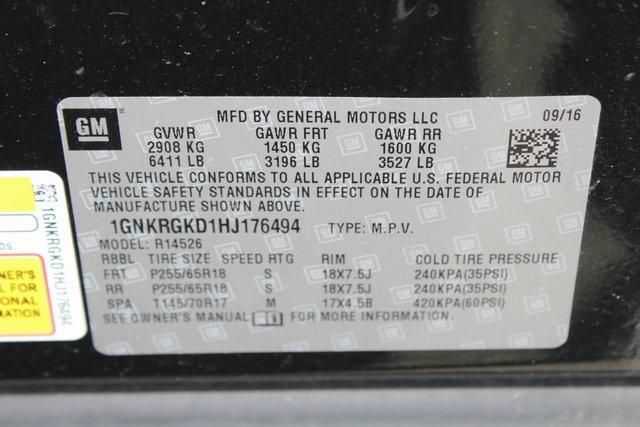 MFD BY GENERAL MOTORS LLC 09/16
GM
GVWR GAWR FRT GAWR RR
2908 KG 1450 KG 1600 KG
6411 LB 3196 LB 3527 LB
THIS VEHICLE CONFORMS TO ALL APPLICABLE U.S. FEDERAL MOTOR
VEHICLE SAFETY STANDARDS IN EFFECT ON THE DATE OF
MANUFACTURE SHOWN ABOVE.
1GNKRGKD1HJ176494 TYPE: M.P.V.
MODEL: R14526
RBBL TIRE SIZE SPEED RTG RIM COLD TIRE PRESSURE
FRT P255/65R18 S 18X7.5J 240KPA(35PSI)
RR P255/65R18 S 18X7.5J 240KPA(35PSI)
SPA T145/70R17 M 17X4.5B 420KPA(60PSI)
SEE OWNER'S MANUAL FOR MORE INFORMATION.
1GNKRGKD1HJ176494